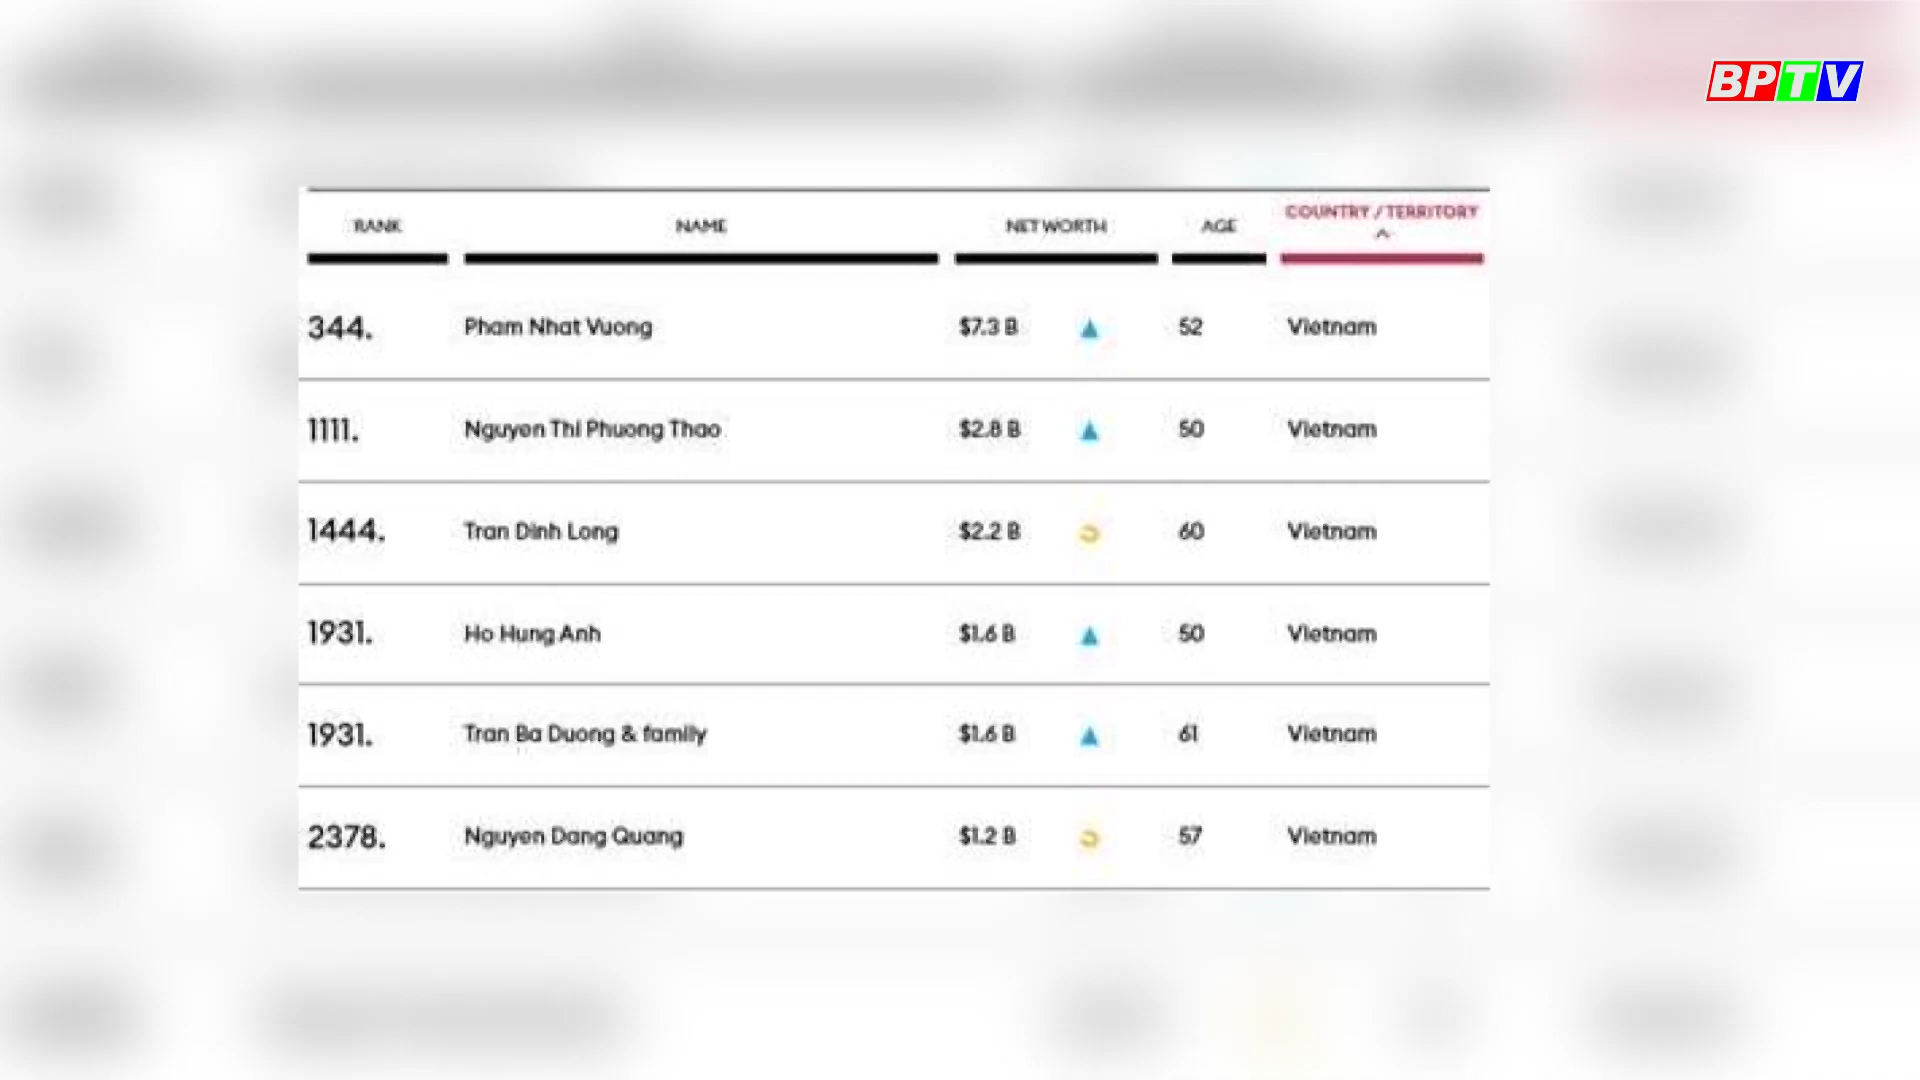 BPTV
RANK NAME NET WORTH AGE COUNTRY / TERRITORY
344. Pham Nhat Vuong $7.3 B 52 Vietnam
1111. Nguyen Thi Phuong Thao $2.8 B 50 Vietnam
1444. Tran Dinh Long $2.2 B 60 Vietnam
1931. Ho Hung Anh $1.6 B 50 Vietnam
1931. Tran Ba Duong & family $1.6 B 61 Vietnam
2378. Nguyen Dang Quang $1.2 B 57 Vietnam